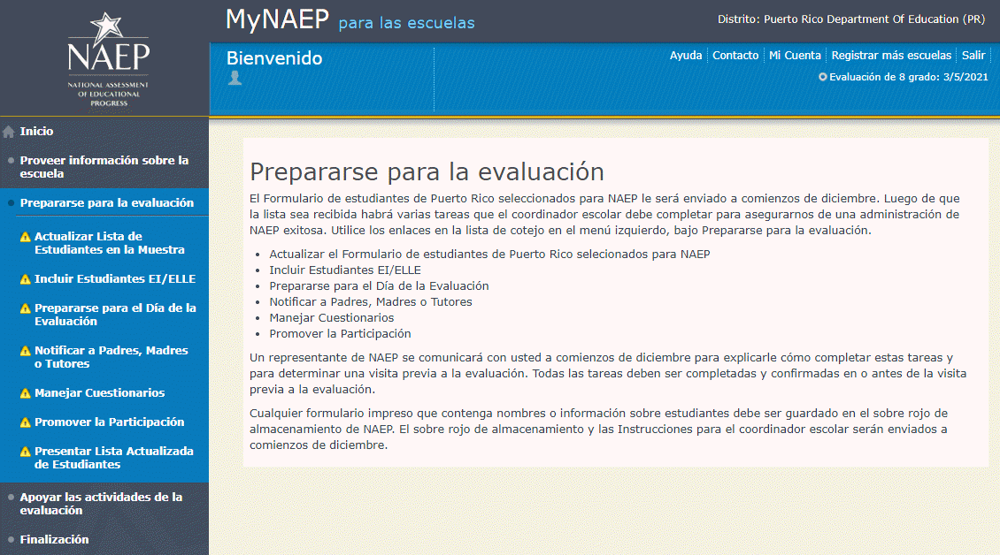 NAEP
NATIONAL ASSESSMENT
OF EDUCATIONAL
PROGRESS
MyNAEP para las escuelas
Distrito: Puerto Rico Department Of Education (PR)
Bienvenido
Ayuda Contacto Mi Cuenta Registrar más escuelas Salir
Evaluación de 8 grado: 3/5/2021
Inicio
Proveer información sobre la
escuela
Prepararse para la evaluación
Actualizar Lista de
Estudiantes en la Muestra
Incluir Estudiantes EI/ELLE
Prepararse para el Día de la
Evaluación
Notificar a Padres, Madres
o Tutores
Manejar Cuestionarios
Promover la Participación
Presentar Lista Actualizada
de Estudiantes
Apoyar las actividades de la
evaluación
Finalización
Prepararse para la evaluación
El Formulario de estudiantes de Puerto Rico seleccionados para NAEP le será enviado a comienzos de diciembre. Luego de que
la lista sea recibida habrá varias tareas que el coordinador escolar debe completar para asegurarnos de una administración de
NAEP exitosa. Utilice los enlaces en la lista de cotejo en el menú izquierdo, bajo Prepararse para la evaluación.
• Actualizar el Formulario de estudiantes de Puerto Rico selecionados para NAEP
• Incluir Estudiantes EI/ELLE
• Prepararse para el Día de la Evaluación
• Notificar a Padres, Madres o Tutores
• Manejar Cuestionarios
• Promover la Participación
Un representante de NAEP se comunicará con usted a comienzos de diciembre para explicarle cómo completar estas tareas y
para determinar una visita previa a la evaluación. Todas las tareas deben ser completadas y confirmadas en o antes de la visita
previa a la evaluación.
Cualquier formulario impreso que contenga nombres o información sobre estudiantes debe ser guardado en el sobre rojo de
almacenamiento de NAEP. El sobre rojo de almacenamiento y las Instrucciones para el coordinador escolar serán enviados a
comienzos de diciembre.